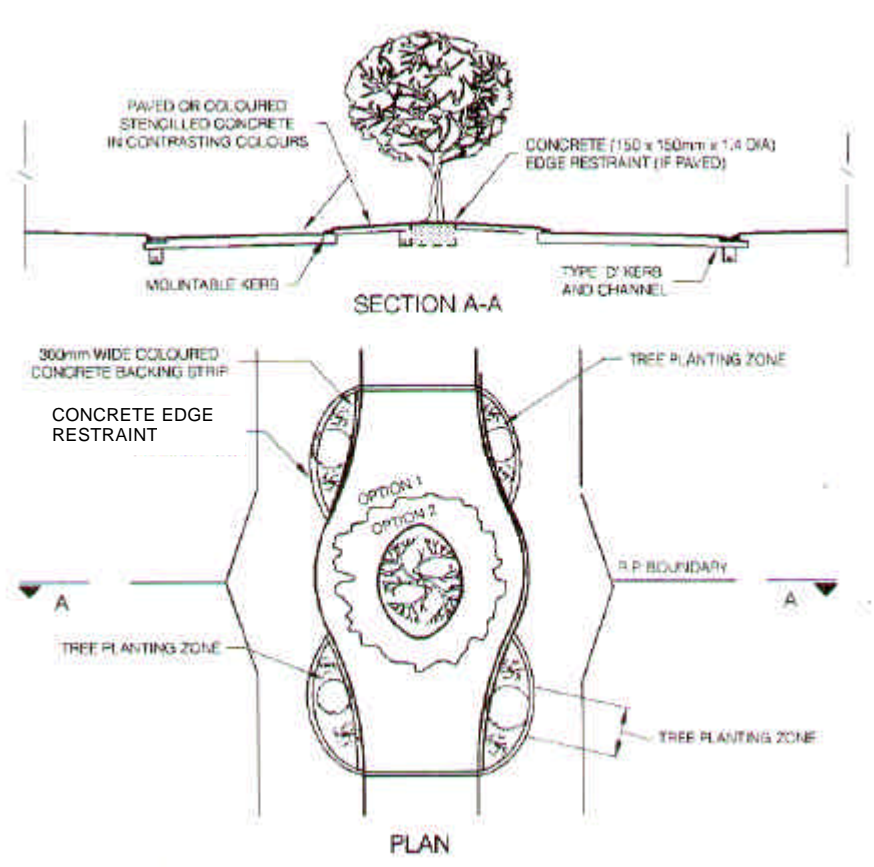 PAVED OR COLOURED
STENCILLED CONCRETE
IN CONTRASTING COLOURS
CONCRETE (150 x 150mm x 1.4 DIA)
EDGE RESTRAINT (IF PAVED)
MOUNTABLE KERB
TYPE 'D' KERB
AND CHANNEL
SECTION A-A
300mm WIDE COLOURED
CONCRETE BACKING STRIP
TREE PLANTING ZONE
CONCRETE EDGE
RESTRAINT
OPTION 1
OPTION 2
R.P. BOUNDARY
A
A
TREE PLANTING ZONE
TREE PLANTING ZONE
PLAN